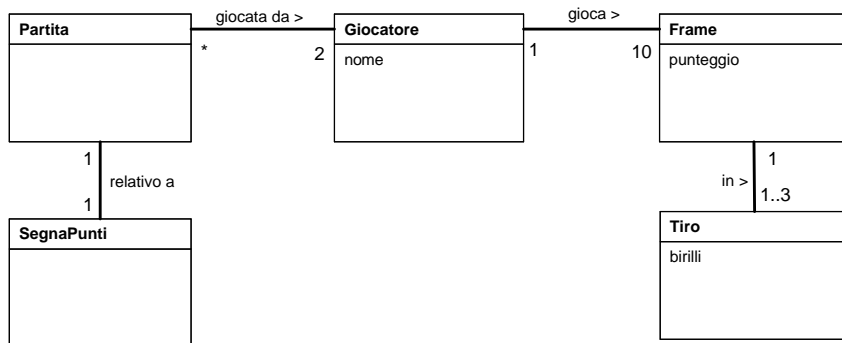 giocata da >
gioca >
Partita
Giocatore
Frame
*
2
nome
1
10
punteggio
1
relativo a
1
1
in >
1..3
SegnaPunti
Tiro
birilli